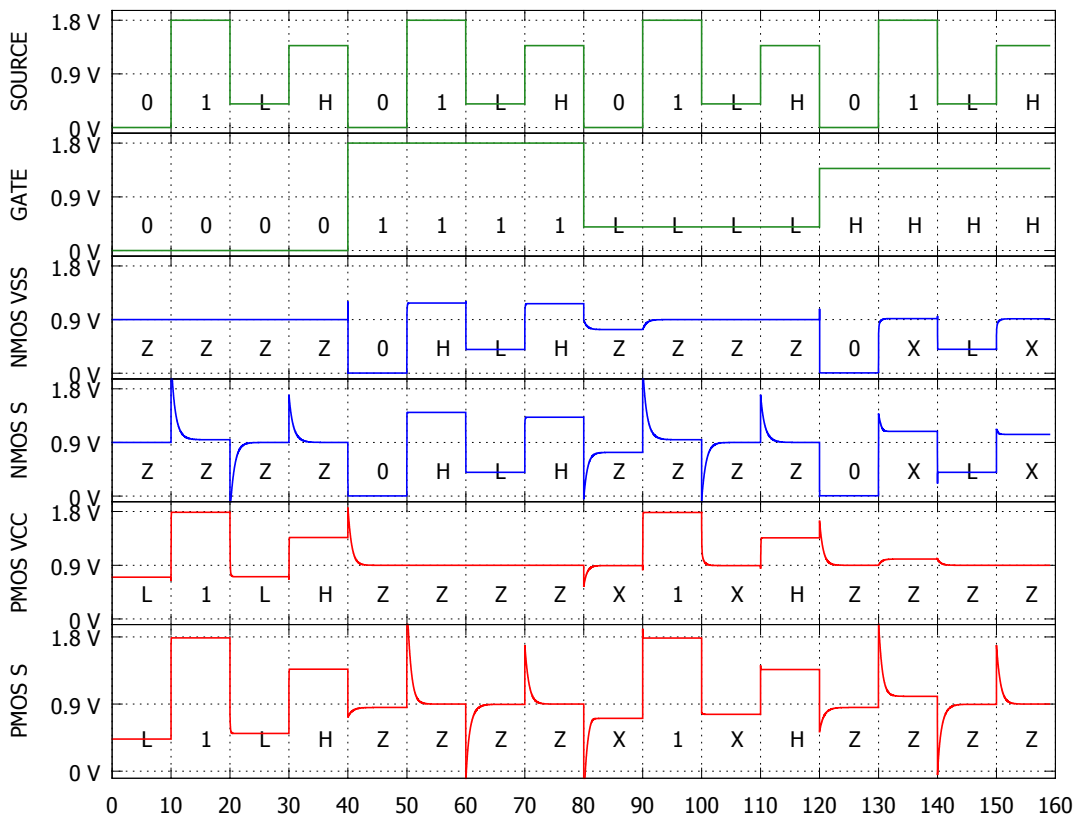 SOURCE
1.8 V
0.9 V
0 V
0 1 L H 0 1 L H 0 1 L H 0 1 L H
GATE
1.8 V
0.9 V
0 V
0 0 0 0 1 1 1 1 L L L L H H H H
NMOS VSS
1.8 V
0.9 V
0 V
Z Z Z Z 0 H L H Z Z Z Z 0 X L X
NMOS S
1.8 V
0.9 V
0 V
Z Z Z Z 0 H L H Z Z Z Z 0 X L X
PMOS VCC
1.8 V
0.9 V
0 V
L 1 L H Z Z Z Z X 1 X H Z Z Z Z
PMOS S
1.8 V
0.9 V
0 V
L 1 L H Z Z Z Z X 1 X H Z Z Z Z
0 10 20 30 40 50 60 70 80 90 100 110 120 130 140 150 160